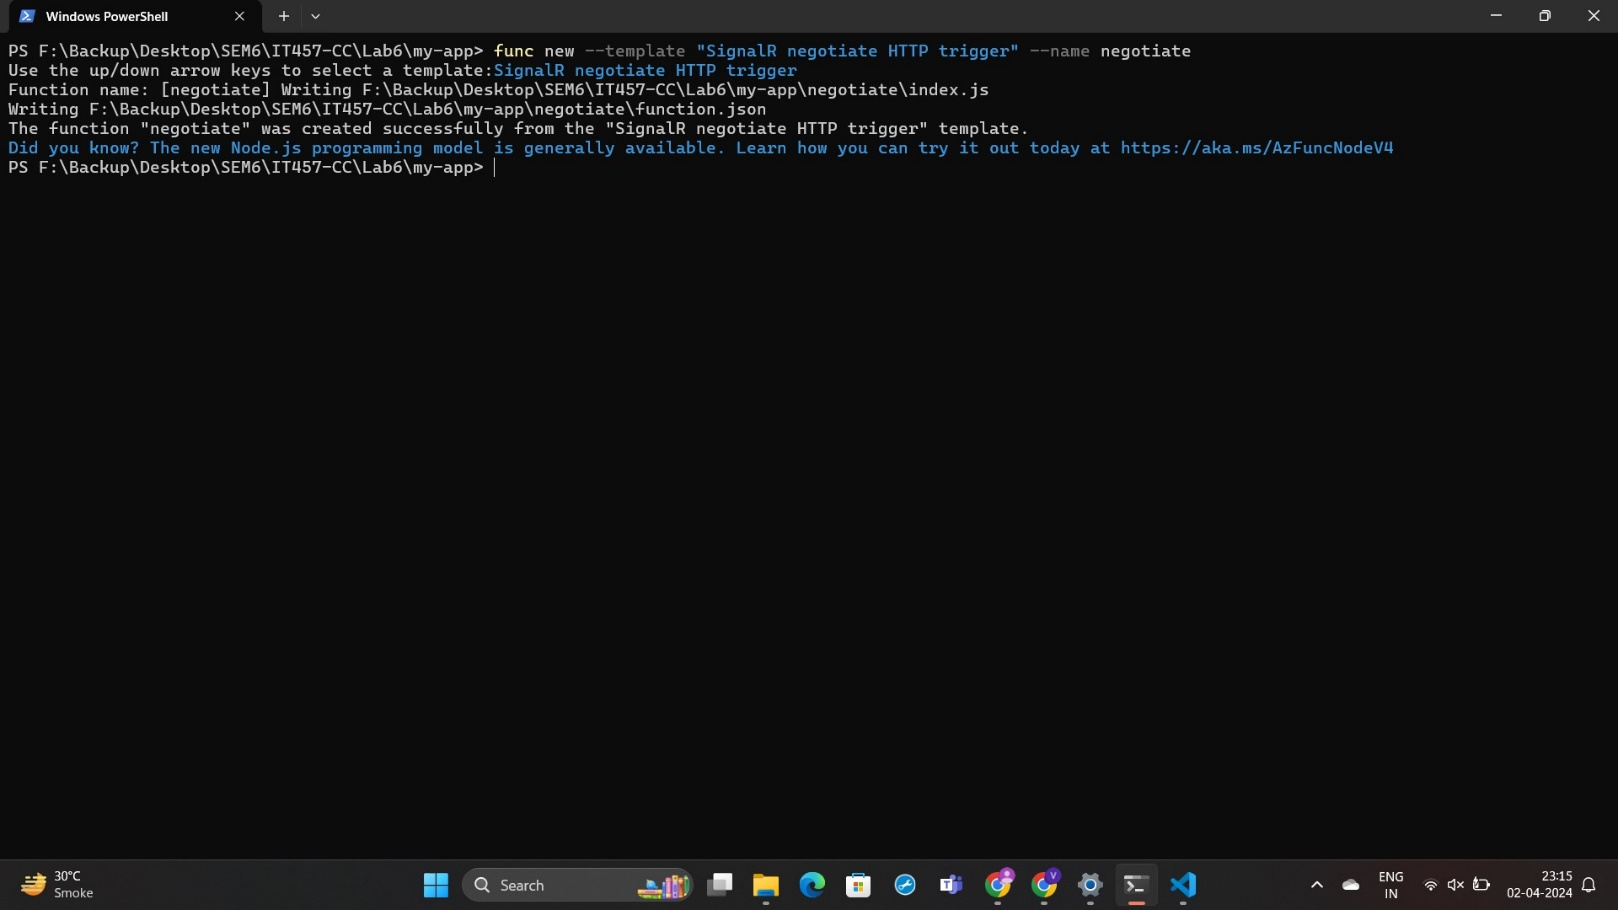 Windows PowerShell
PS F:\Backup\Desktop\SEM6\IT457-CC\Lab6\my-app> func new --template "SignalR negotiate HTTP trigger" --name negotiate
Use the up/down arrow keys to select a template:SignalR negotiate HTTP trigger
Function name: [negotiate] Writing F:\Backup\Desktop\SEM6\IT457-CC\Lab6\my-app\negotiate\index.js
Writing F:\Backup\Desktop\SEM6\IT457-CC\Lab6\my-app\negotiate\function.json
The function "negotiate" was created successfully from the "SignalR negotiate HTTP trigger" template.
Did you know? The new Node.js programming model is generally available. Learn how you can try it out today at https://aka.ms/AzFuncNodeV4
PS F:\Backup\Desktop\SEM6\IT457-CC\Lab6\my-app>
30°C
Smoke
Search
V
ENG
IN
23:15
02-04-2024